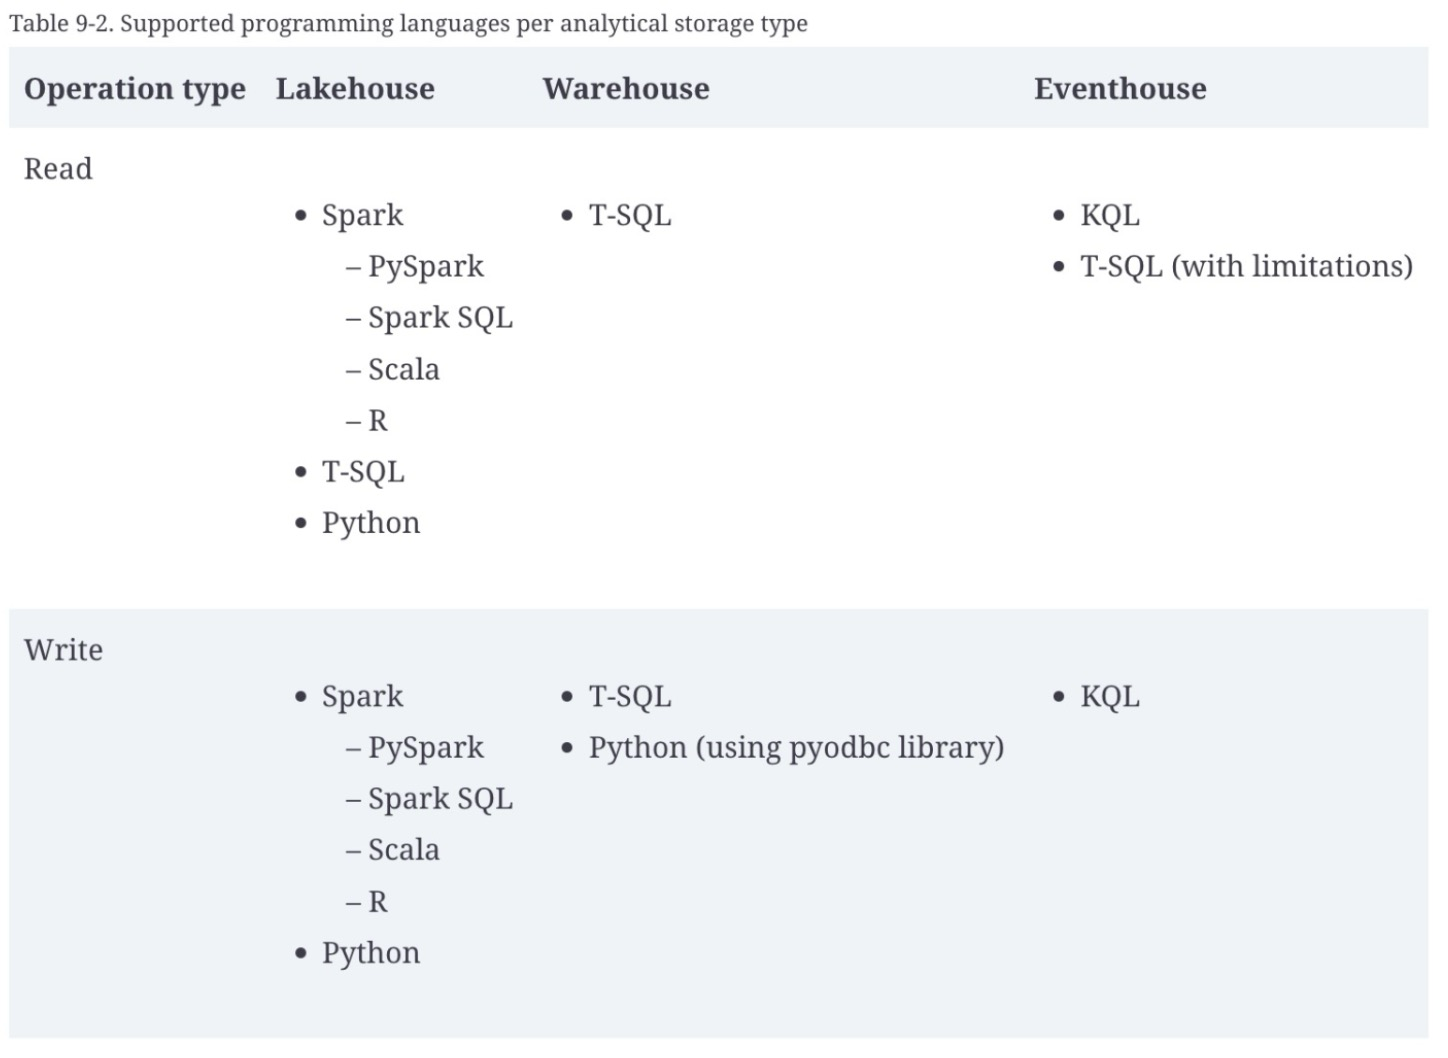 Table 9-2. Supported programming languages per analytical storage type
Operation type Lakehouse Warehouse Eventhouse
Read
• Spark
– PySpark
– Spark SQL
– Scala
– R
• T-SQL
• Python
• T-SQL
• KQL
• T-SQL (with limitations)
Write
• Spark
– PySpark
– Spark SQL
– Scala
– R
• Python
• T-SQL
• Python (using pyodbc library)
• KQL